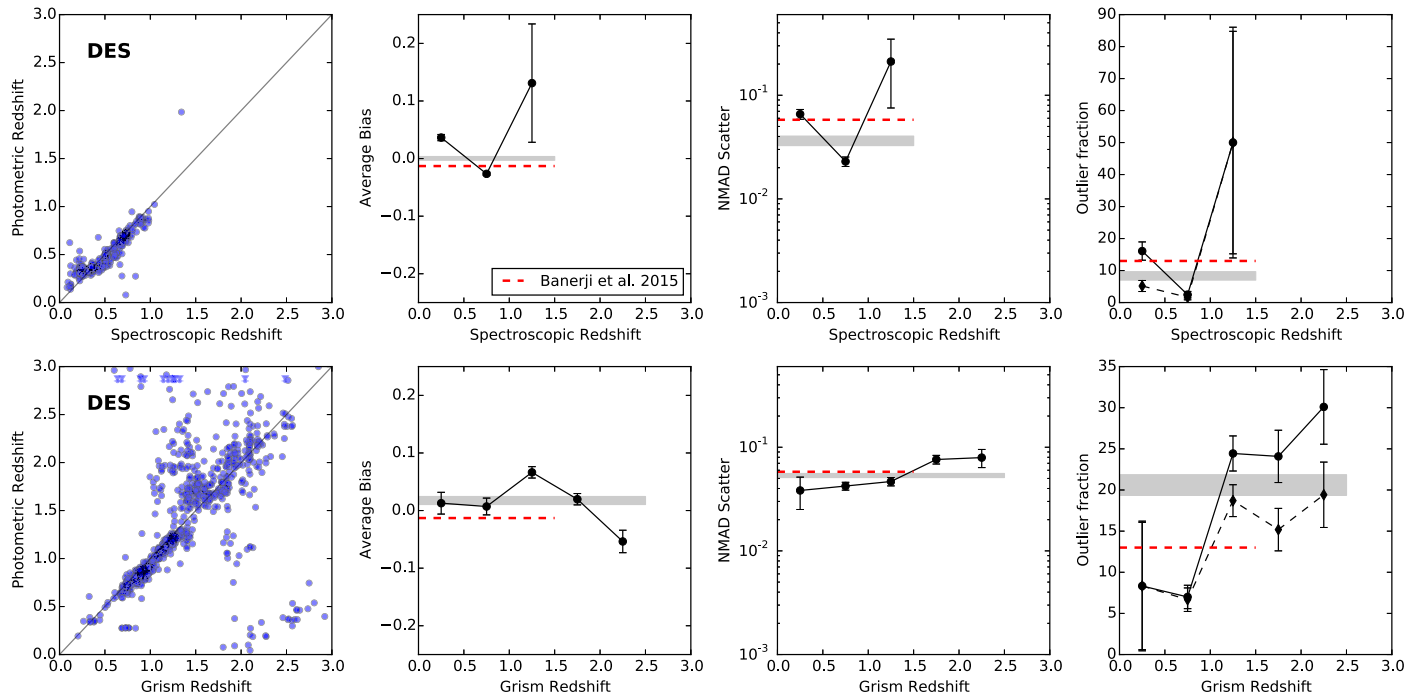 DES
Photometric Redshift
3.0
2.5
2.0
1.5
1.0
0.5
0.0
0.0 0.5 1.0 1.5 2.0 2.5 3.0
Spectroscopic Redshift
Average Bias
0.2
0.1
0.0
−0.1
−0.2
Banerji et al. 2015
0.0 0.5 1.0 1.5 2.0 2.5 3.0
Spectroscopic Redshift
NMAD Scatter
10⁻¹
10⁻²
10⁻³
0.0 0.5 1.0 1.5 2.0 2.5 3.0
Spectroscopic Redshift
Outlier fraction
90
80
70
60
50
40
30
20
10
0
0.0 0.5 1.0 1.5 2.0 2.5 3.0
Spectroscopic Redshift
DES
Photometric Redshift
3.0
2.5
2.0
1.5
1.0
0.5
0.0
0.0 0.5 1.0 1.5 2.0 2.5 3.0
Grism Redshift
Average Bias
0.2
0.1
0.0
−0.1
−0.2
0.0 0.5 1.0 1.5 2.0 2.5 3.0
Grism Redshift
NMAD Scatter
10⁻¹
10⁻²
10⁻³
0.0 0.5 1.0 1.5 2.0 2.5 3.0
Grism Redshift
Outlier fraction
35
30
25
20
15
10
5
0
0.0 0.5 1.0 1.5 2.0 2.5 3.0
Grism Redshift